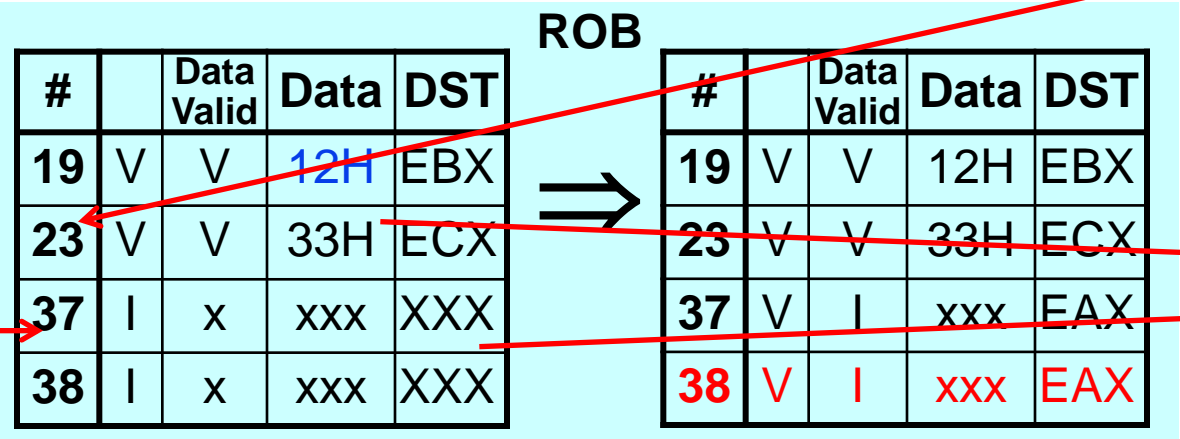 ROB
# Data Valid Data DST
19 V V 12H EBX
23 V V 33H ECX
37 I x xxx XXX
38 I x xxx XXX
⇒
# Data Valid Data DST
19 V V 12H EBX
23 V V 33H ECX
37 V I xxx EAX
38 V I xxx EAX